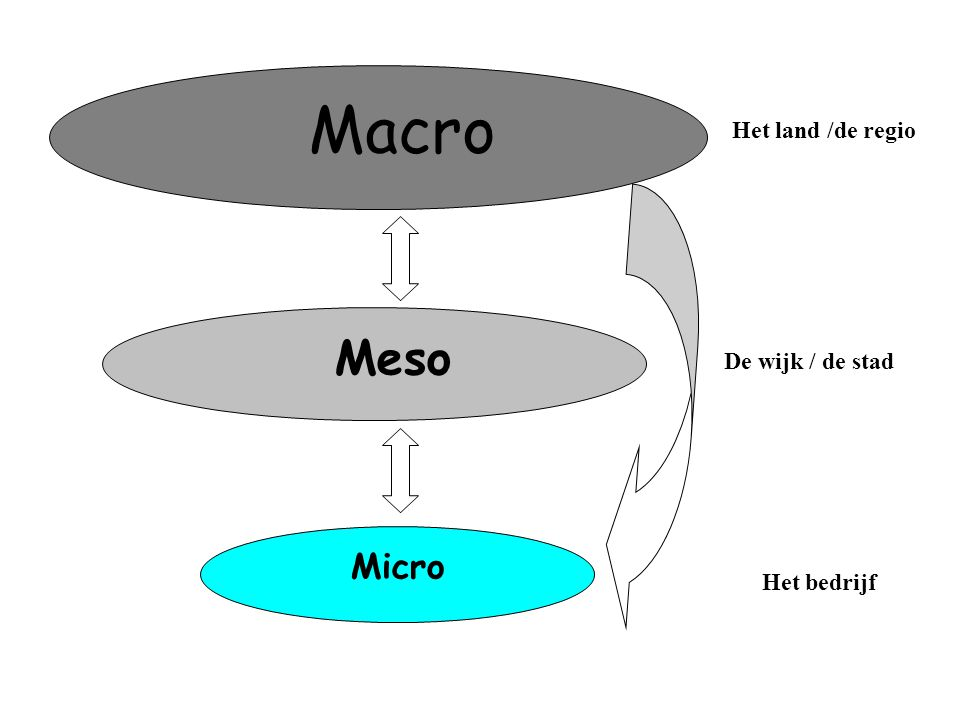 Macro
Het land /de regio
Meso
De wijk / de stad
Micro
Het bedrijf